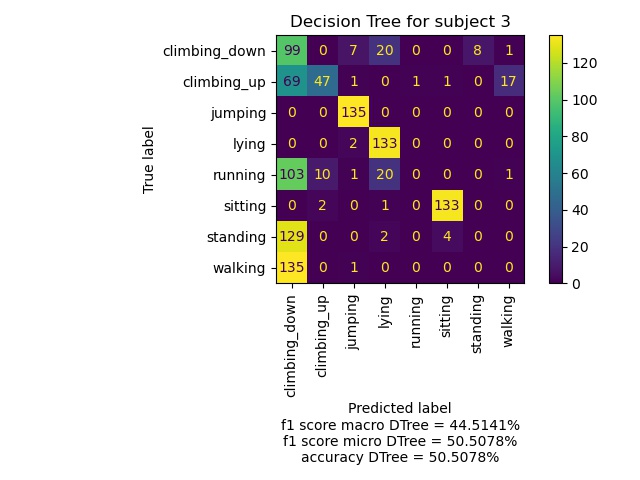 Decision Tree for subject 3
True label
climbing_down 99 0 7 20 0 0 8 1
climbing_up 69 47 1 0 1 1 0 17
jumping 0 0 135 0 0 0 0 0
lying 0 0 2 133 0 0 0 0
running 103 10 1 20 0 0 0 1
sitting 0 2 0 1 0 133 0 0
standing 129 0 0 2 0 4 0 0
walking 135 0 1 0 0 0 0 0
climbing_down climbing_up jumping lying running sitting standing walking
120
100
80
60
40
20
0
Predicted label
f1 score macro DTree = 44.5141%
f1 score micro DTree = 50.5078%
accuracy DTree = 50.5078%